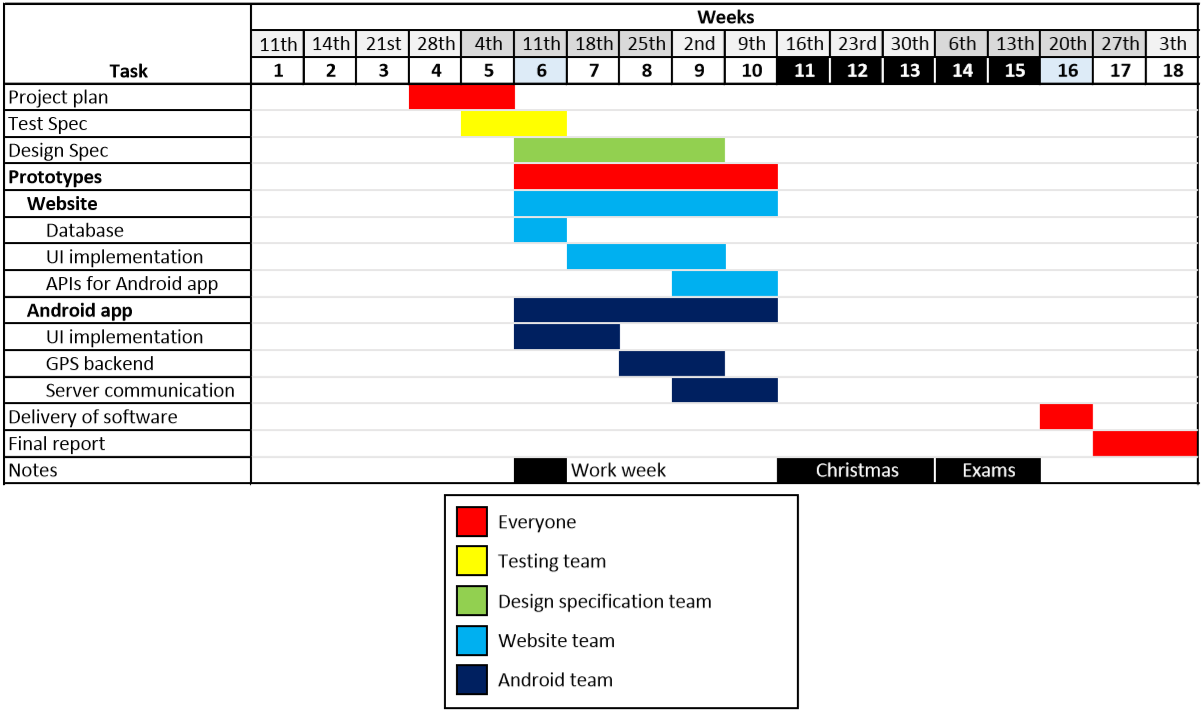 Weeks
11th 14th 21st 28th 4th 11th 18th 25th 2nd 9th 16th 23rd 30th 6th 13th 20th 27th 3th
Task 1 2 3 4 5 6 7 8 9 10 11 12 13 14 15 16 17 18
Project plan
Test Spec
Design Spec
Prototypes
Website
Database
UI implementation
APIs for Android app
Android app
UI implementation
GPS backend
Server communication
Delivery of software
Final report
Notes Work week Christmas Exams
Everyone
Testing team
Design specification team
Website team
Android team